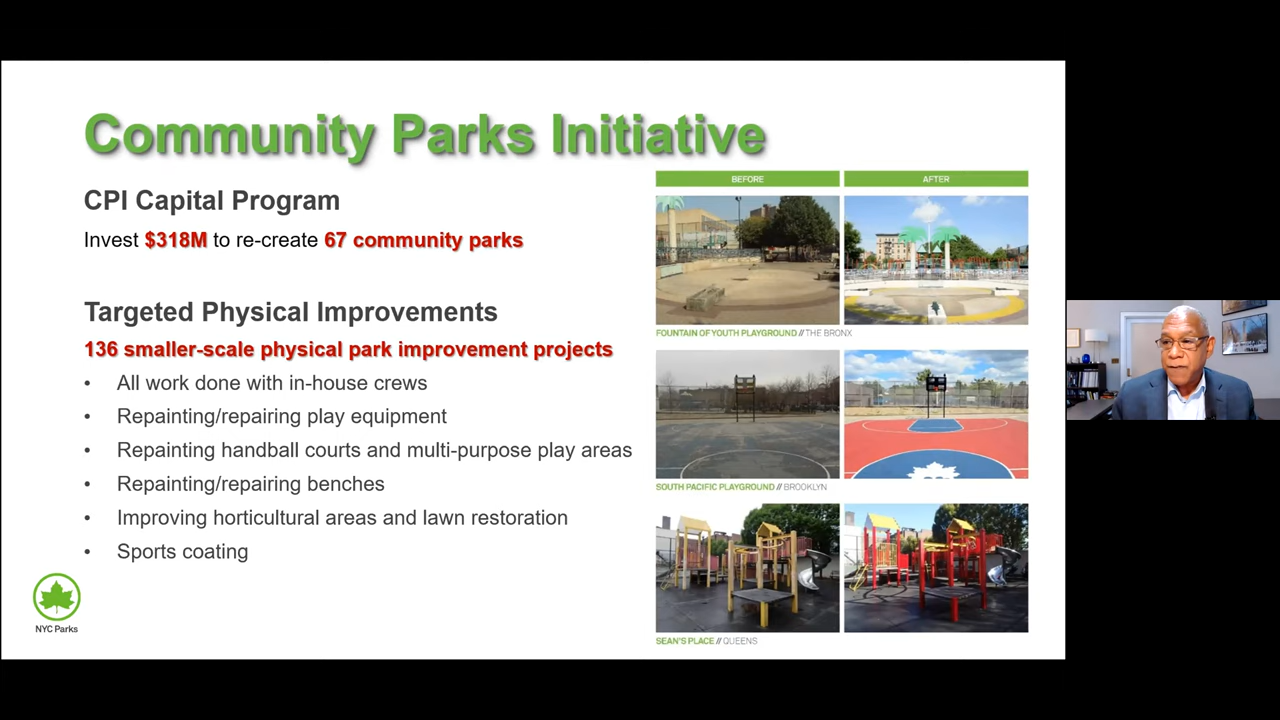 Community Parks Initiative
CPI Capital Program
Invest $318M to re-create 67 community parks
Targeted Physical Improvements
136 smaller-scale physical park improvement projects
• All work done with in-house crews
• Repainting/repairing play equipment
• Repainting handball courts and multi-purpose play areas
• Repainting/repairing benches
• Improving horticultural areas and lawn restoration
• Sports coating
NYC Parks
BEFORE AFTER
FOUNTAIN OF YOUTH PLAYGROUND // THE BRONX
SOUTH PACIFIC PLAYGROUND // BROOKLYN
SEAN'S PLACE // QUEENS